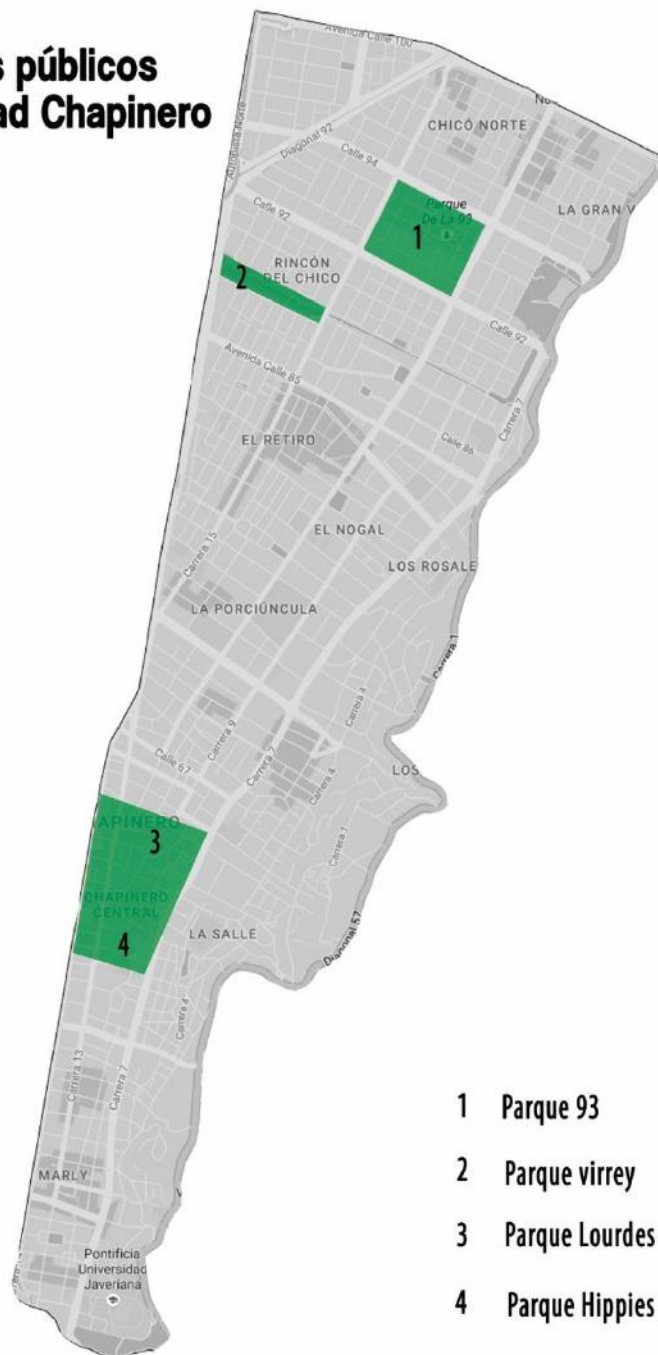 s públicos
ad Chapinero
Avenida Calle 100
No
CHICÓ NORTE
Autopista Norte
Diagonal 92
Calle 94
Parque
De La 93
LA GRAN V
1
Calle 92
RINCÓN
DEL CHICO
2
Calle 92
Avenida Calle 85
Carrera 7
EL RETIRO
Calle 86
EL NOGAL
Carrera 15
LOS ROSALE
LA PORCIÚNCULA
Carrera 1
Carrera 4
Carrera 9
Carrera 7
Calle 67
LOS
Carrera 4
APINERO
3
Carrera 1
CHAPINERO
CENTRAL
4
LA SALLE
Diagonal 57
Carrera 4
Carrera 13
Carrera 7
MARLY
Pontificia
Universidad
Javeriana
1 Parque 93
2 Parque virrey
3 Parque Lourdes
4 Parque Hippies